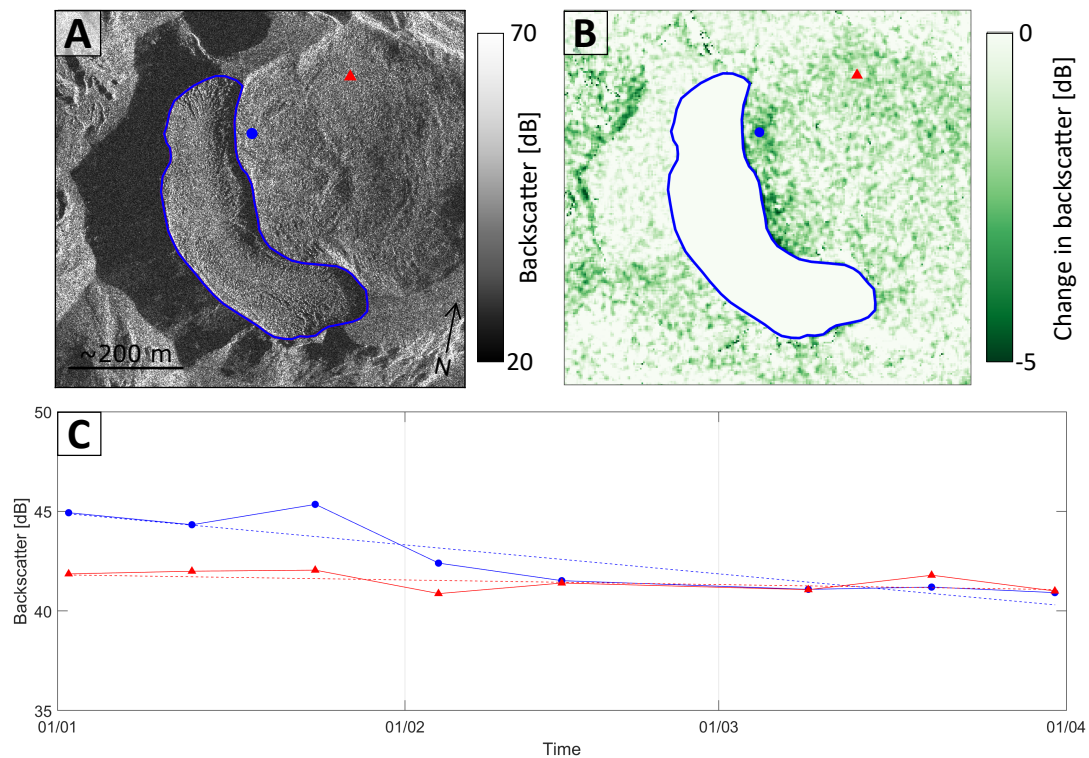 A
70
Backscatter [dB]
20
~200 m
N
B
0
Change in backscatter [dB]
-5
C
50
45
40
35
Backscatter [dB]
01/01
01/02
01/03
01/04
Time